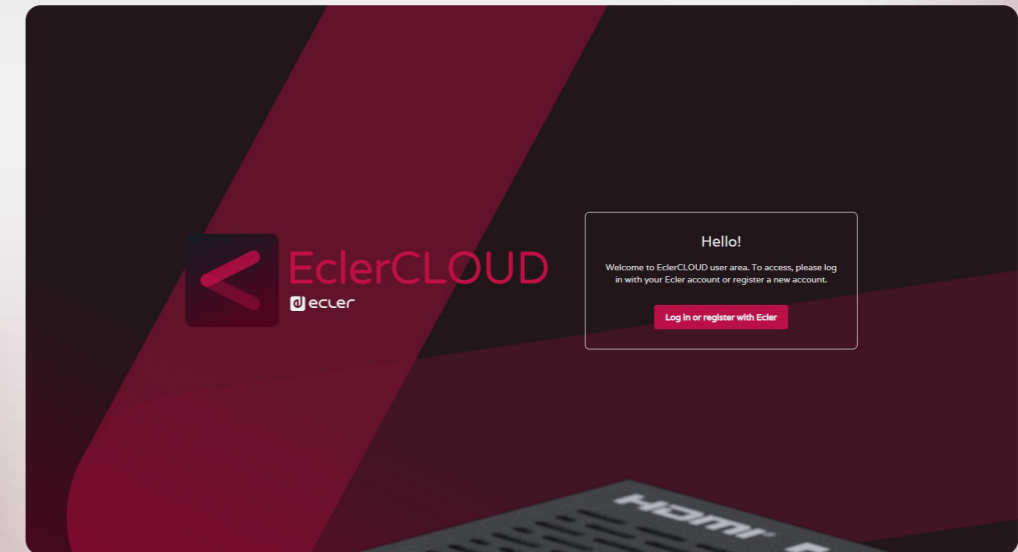 EclerCLOUD
ecler
Hello!
Welcome to EclerCLOUD user area. To access, please log
in with your Ecler account or register a new account.
Log in or register with Ecler
HDMI